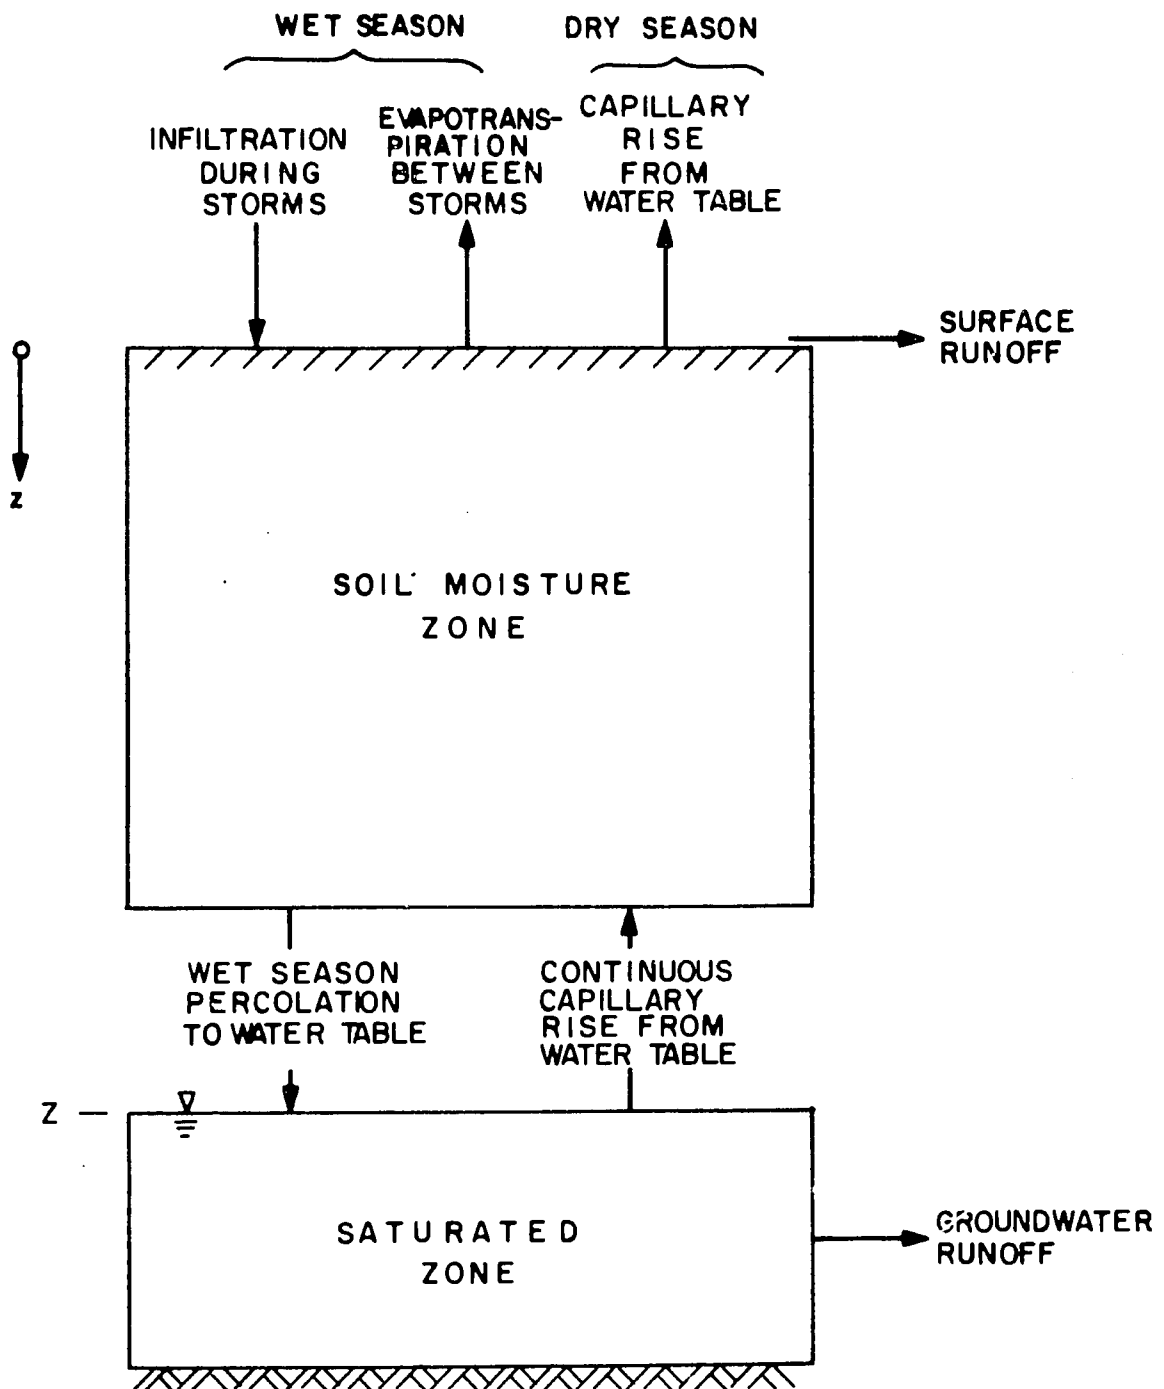 WET SEASON
DRY SEASON
INFILTRATION
DURING
STORMS
EVAPOTRANS-
PIRATION
BETWEEN
STORMS
CAPILLARY
RISE
FROM
WATER TABLE
SURFACE
RUNOFF
z
SOIL MOISTURE
ZONE
WET SEASON
PERCOLATION
TO WATER TABLE
CONTINUOUS
CAPILLARY
RISE FROM
WATER TABLE
Z
SATURATED
ZONE
GROUNDWATER
RUNOFF